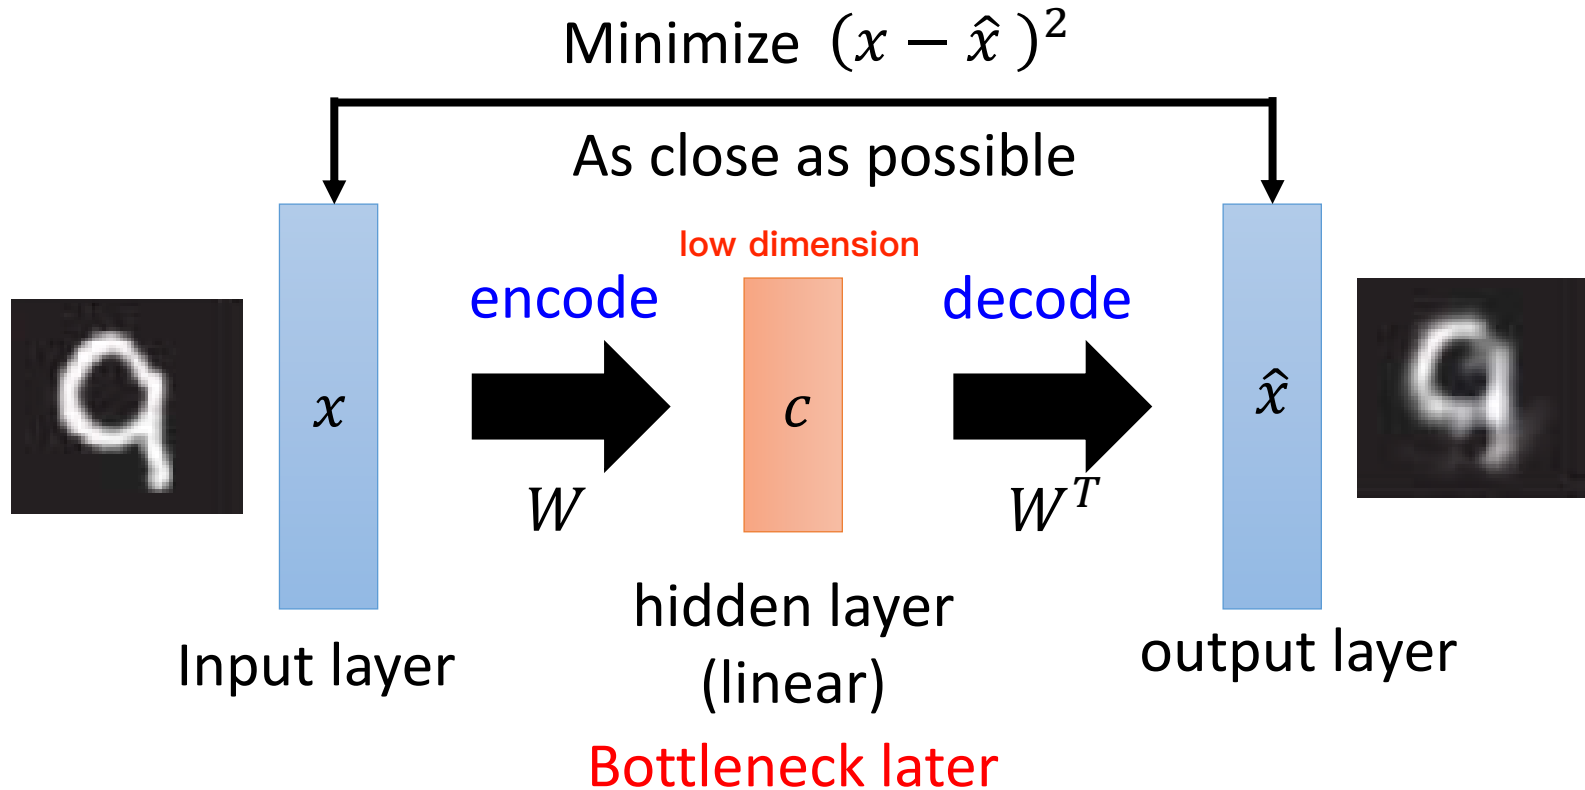 Minimize (x − x̂ )²
As close as possible
low dimension
encode
decode
x
c
x̂
W
Wᵀ
hidden layer
(linear)
Input layer
output layer
Bottleneck later